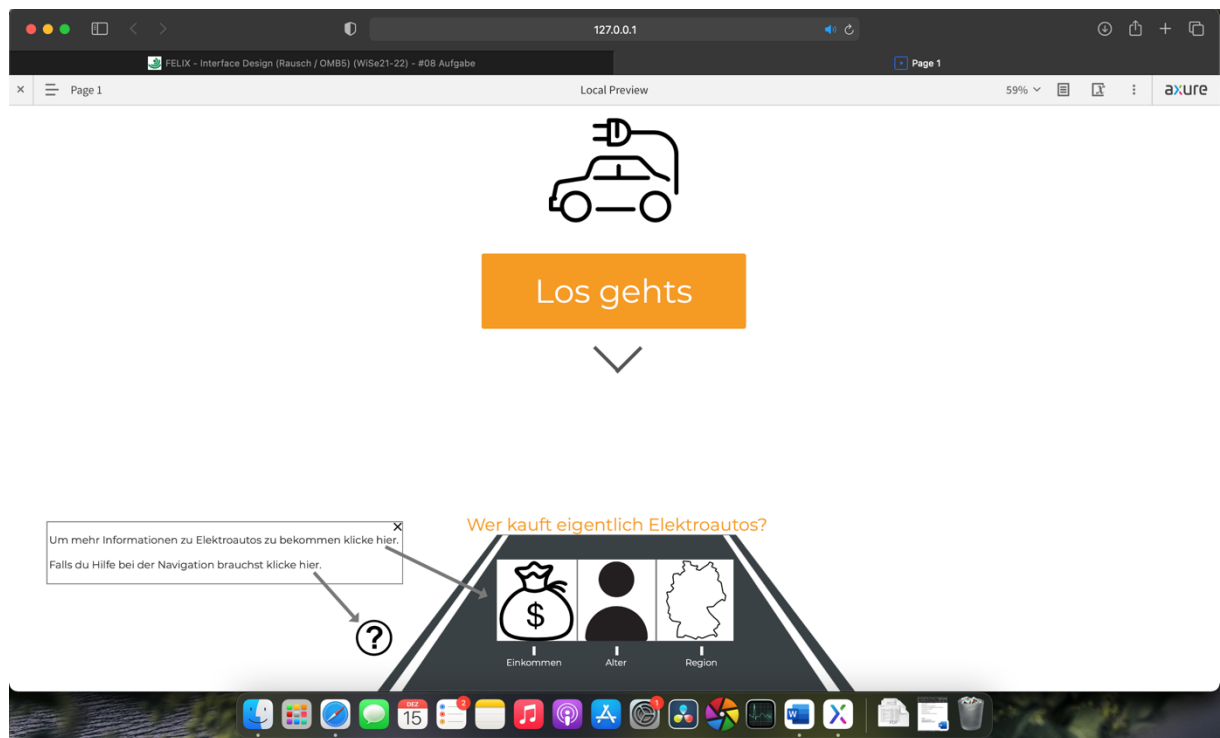 127.0.0.1
FELIX - Interface Design (Rausch / OMB5) (WiSe21-22) - #08 Aufgabe
Page 1
Page 1
Local Preview
59%
axure
Los gehts
Wer kauft eigentlich Elektroautos?
Um mehr Informationen zu Elektroautos zu bekommen klicke hier.
Falls du Hilfe bei der Navigation brauchst klicke hier.
$
?
Einkommen Alter Region
DEZ
15
2
1